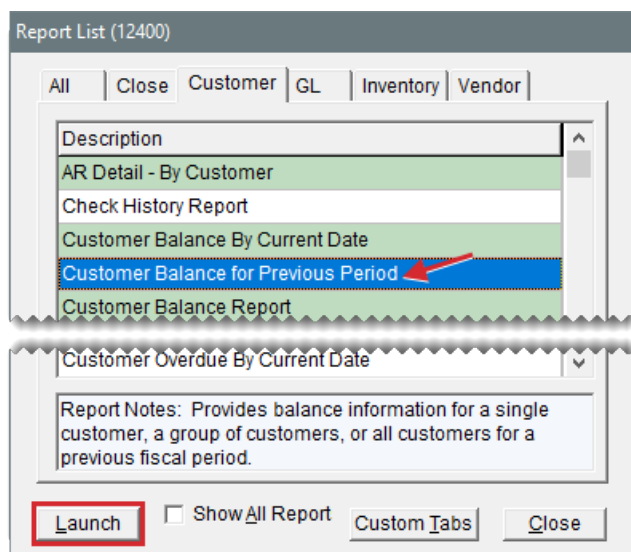 Report List (12400)
All Close Customer GL Inventory Vendor
Description
AR Detail - By Customer
Check History Report
Customer Balance By Current Date
Customer Balance for Previous Period
Customer Balance Report
Customer Overdue By Current Date
Report Notes: Provides balance information for a single
customer, a group of customers, or all customers for a
previous fiscal period.
Launch Show All Report Custom Tabs Close